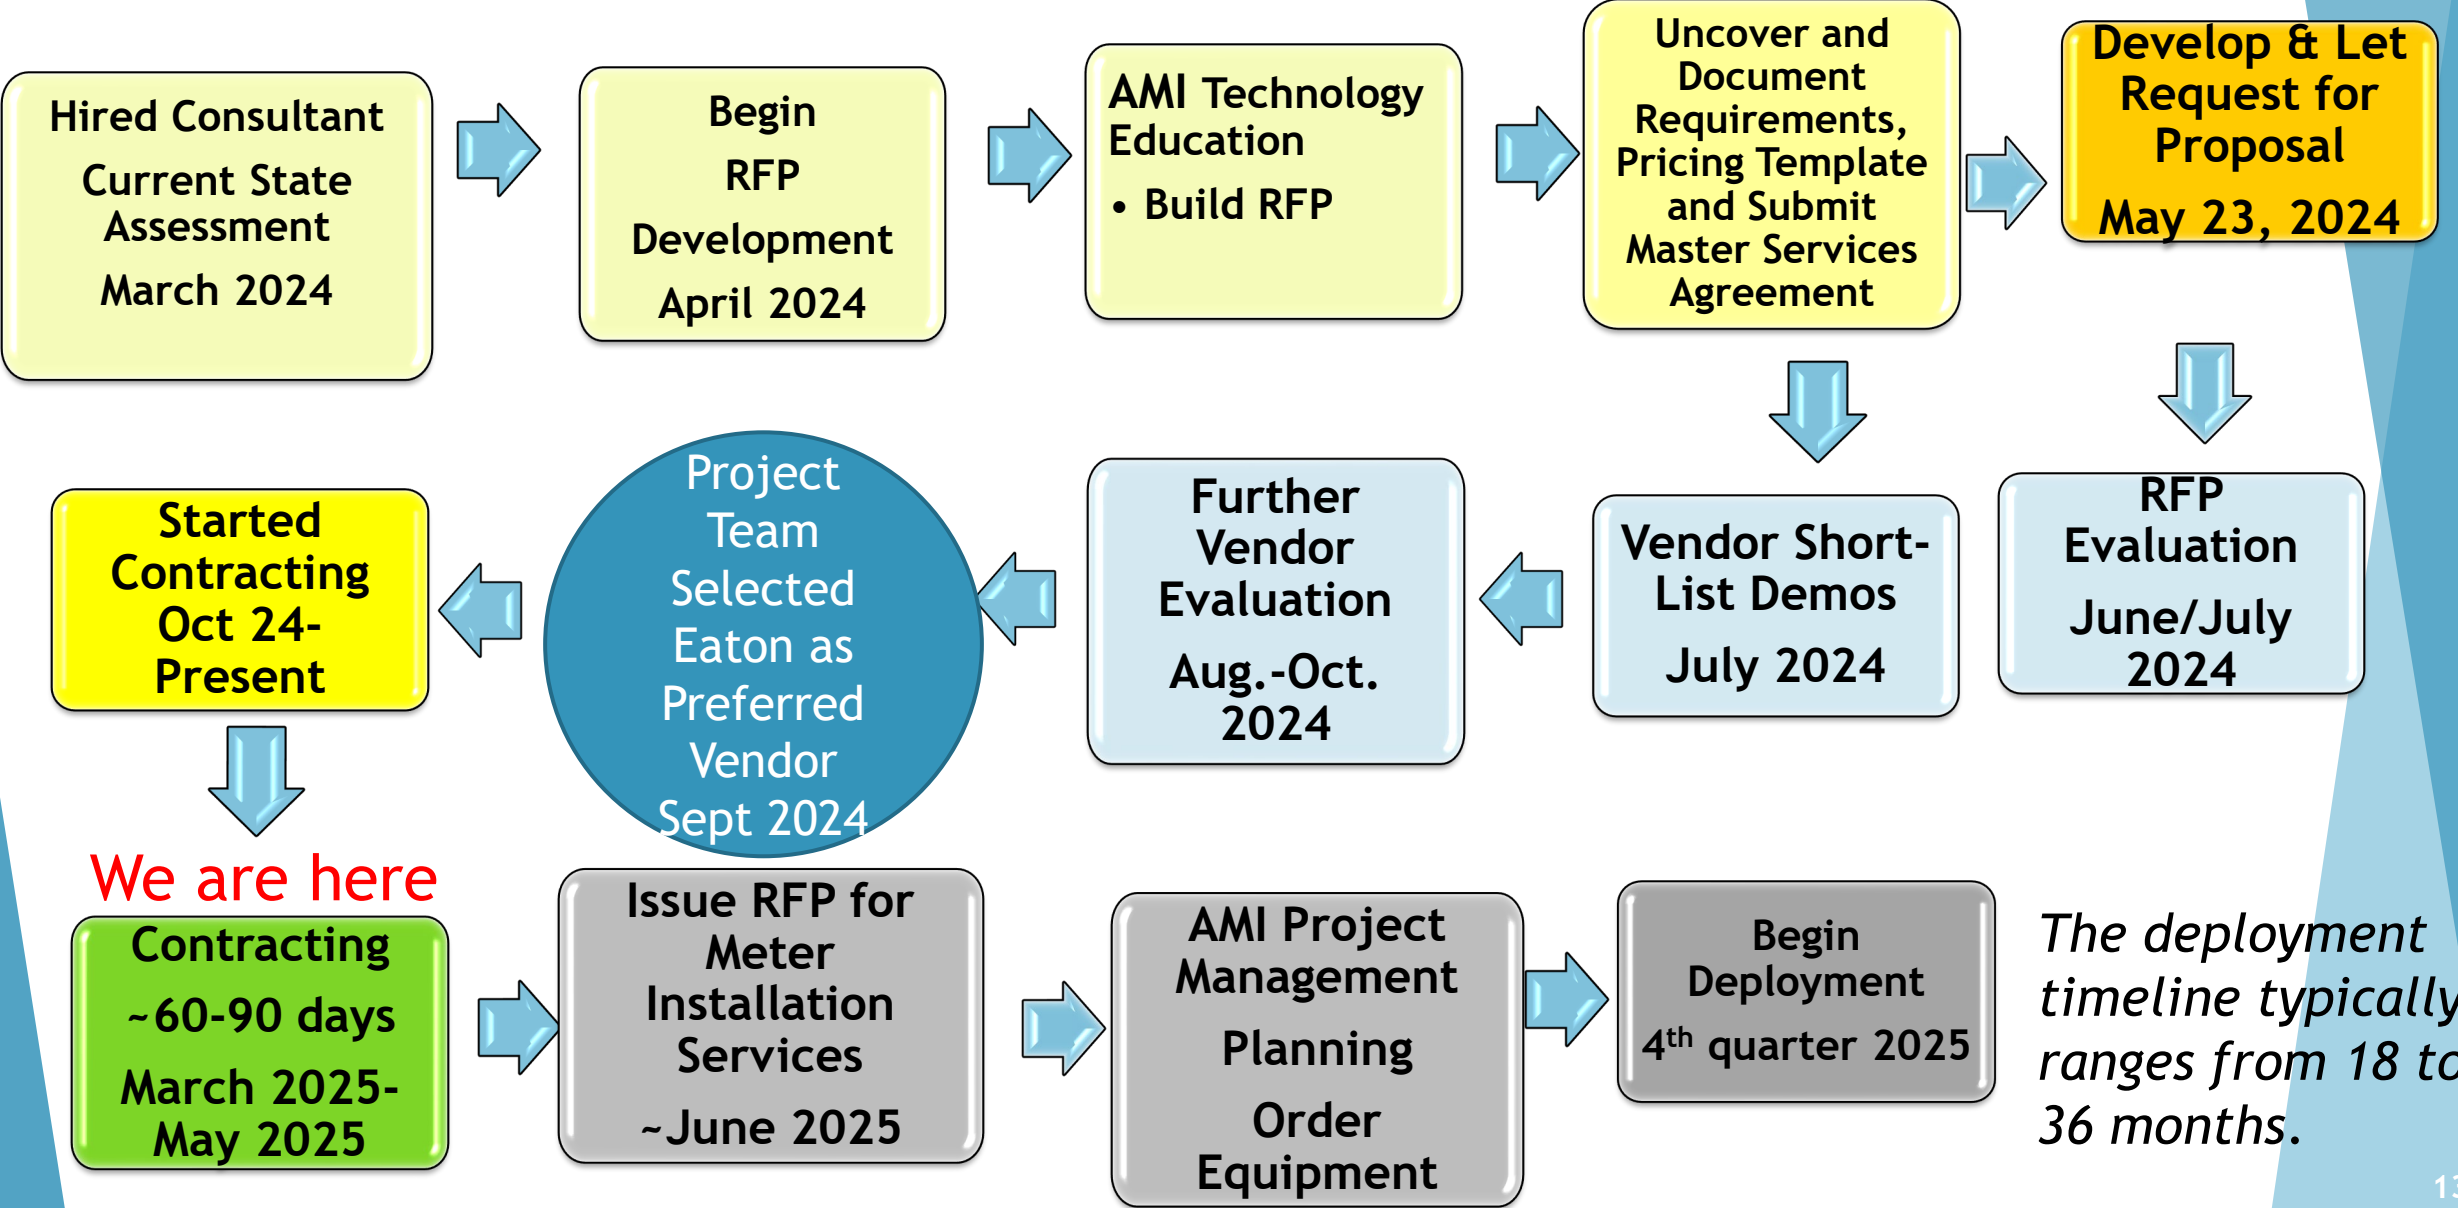 Hired Consultant
Current State
Assessment
March 2024
Begin
RFP
Development
April 2024
AMI Technology
Education
• Build RFP
Uncover and
Document
Requirements,
Pricing Template
and Submit
Master Services
Agreement
Develop & Let
Request for
Proposal
May 23, 2024
Started
Contracting
Oct 24-
Present
Project
Team
Selected
Eaton as
Preferred
Vendor
Sept 2024
Further
Vendor
Evaluation
Aug.-Oct.
2024
Vendor Short-
List Demos
July 2024
RFP
Evaluation
June/July
2024
We are here
Contracting
~60-90 days
March 2025-
May 2025
Issue RFP for
Meter
Installation
Services
~June 2025
AMI Project
Management
Planning
Order
Equipment
Begin
Deployment
4th quarter 2025
The deployment
timeline typically
ranges from 18 to
36 months.
13